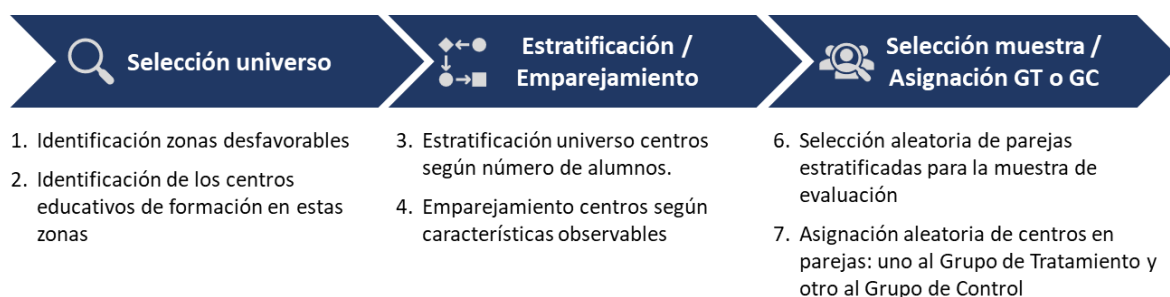 Selección universo
1. Identificación zonas desfavorables
2. Identificación de los centros
educativos de formación en estas
zonas
Estratificación /
Emparejamiento
3. Estratificación universo centros
según número de alumnos.
4. Emparejamiento centros según
características observables
Selección muestra /
Asignación GT o GC
6. Selección aleatoria de parejas
estratificadas para la muestra de
evaluación
7. Asignación aleatoria de centros en
parejas: uno al Grupo de Tratamiento y
otro al Grupo de Control